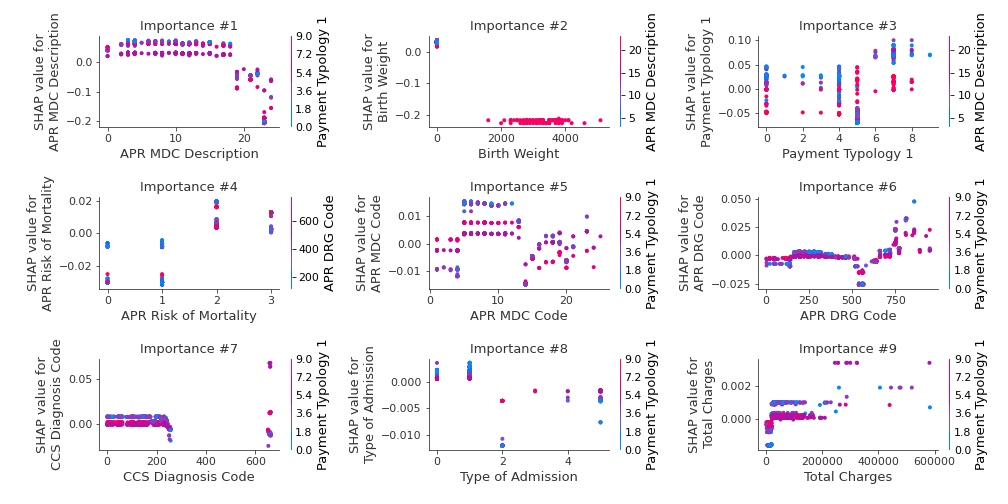 Importance #1
SHAP value for
APR MDC Description
0.0
−0.1
−0.2
0
10
20
APR MDC Description
9.0
7.2
5.4
3.6
1.8
0.0
Payment Typology 1
Importance #2
SHAP value for
Birth Weight
0.0
−0.1
−0.2
0
2000
4000
Birth Weight
20
15
10
5
APR MDC Description
Importance #3
SHAP value for
Payment Typology 1
0.10
0.05
0.00
−0.05
0
2
4
6
8
Payment Typology 1
20
15
10
5
APR MDC Description
Importance #4
SHAP value for
APR Risk of Mortality
0.02
0.00
−0.02
0
1
2
3
APR Risk of Mortality
600
400
200
APR DRG Code
Importance #5
SHAP value for
APR MDC Code
0.01
0.00
−0.01
0
10
20
APR MDC Code
9.0
7.2
5.4
3.6
1.8
0.0
Payment Typology 1
Importance #6
SHAP value for
APR DRG Code
0.050
0.025
0.000
−0.025
0
250
500
750
APR DRG Code
9.0
7.2
5.4
3.6
1.8
0.0
Payment Typology 1
Importance #7
SHAP value for
CCS Diagnosis Code
0.05
0.00
0
200
400
600
CCS Diagnosis Code
9.0
7.2
5.4
3.6
1.8
0.0
Payment Typology 1
Importance #8
SHAP value for
Type of Admission
0.000
−0.005
−0.010
0
2
4
Type of Admission
9.0
7.2
5.4
3.6
1.8
0.0
Payment Typology 1
Importance #9
SHAP value for
Total Charges
0.002
0.000
0
200000
400000
600000
Total Charges
9.0
7.2
5.4
3.6
1.8
0.0
Payment Typology 1